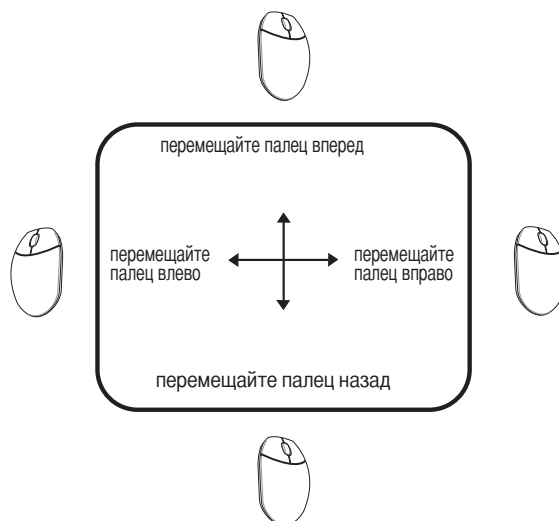 перемещайте палец вперед
перемещайте
палец влево
перемещайте
палец вправо
перемещайте палец назад